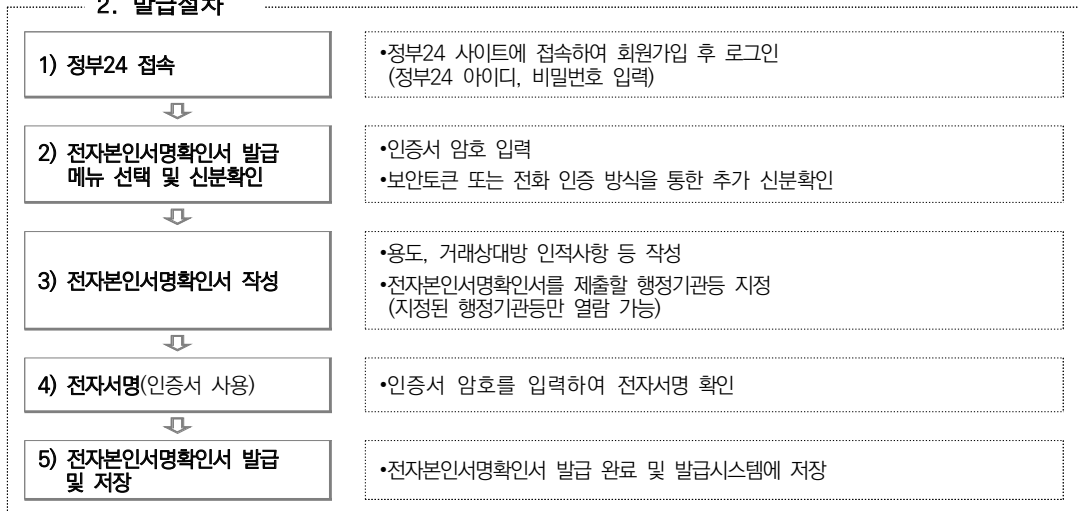 2. 발급절차
1) 정부24 접속
•정부24 사이트에 접속하여 회원가입 후 로그인
(정부24 아이디, 비밀번호 입력)
2) 전자본인서명확인서 발급
메뉴 선택 및 신분확인
•인증서 암호 입력
•보안토큰 또는 전화 인증 방식을 통한 추가 신분확인
3) 전자본인서명확인서 작성
•용도, 거래상대방 인적사항 등 작성
•전자본인서명확인서를 제출할 행정기관등 지정
(지정된 행정기관등만 열람 가능)
4) 전자서명(인증서 사용)
•인증서 암호를 입력하여 전자서명 확인
5) 전자본인서명확인서 발급
및 저장
•전자본인서명확인서 발급 완료 및 발급시스템에 저장